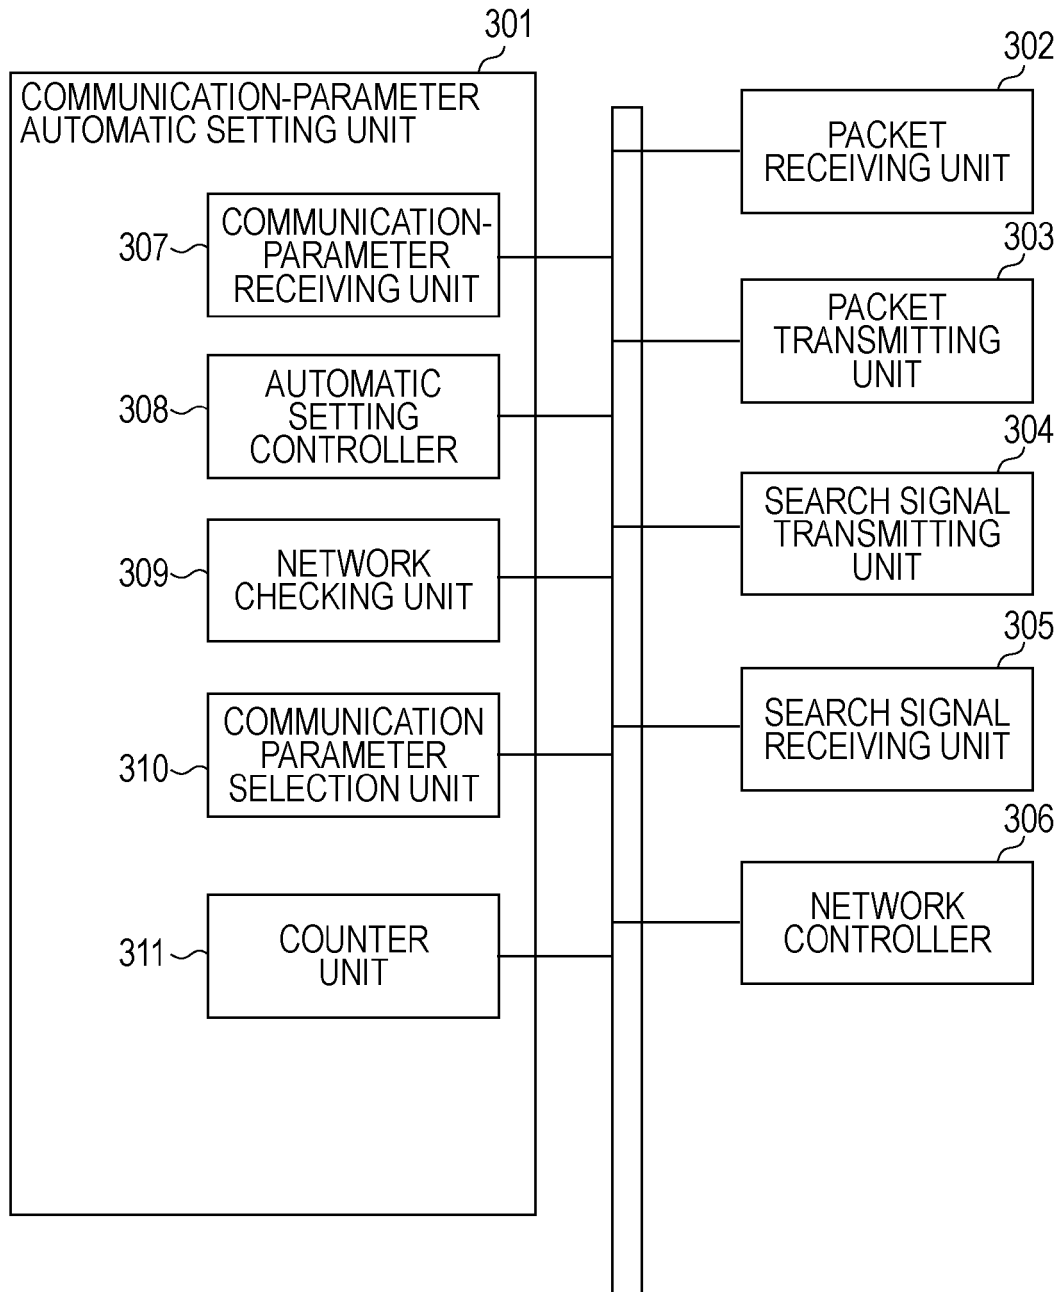 301
COMMUNICATION-PARAMETER
AUTOMATIC SETTING UNIT
307
COMMUNICATION-
PARAMETER
RECEIVING UNIT
308
AUTOMATIC
SETTING
CONTROLLER
309
NETWORK
CHECKING UNIT
310
COMMUNICATION
PARAMETER
SELECTION UNIT
311
COUNTER
UNIT
302
PACKET
RECEIVING UNIT
303
PACKET
TRANSMITTING
UNIT
304
SEARCH SIGNAL
TRANSMITTING
UNIT
305
SEARCH SIGNAL
RECEIVING UNIT
306
NETWORK
CONTROLLER